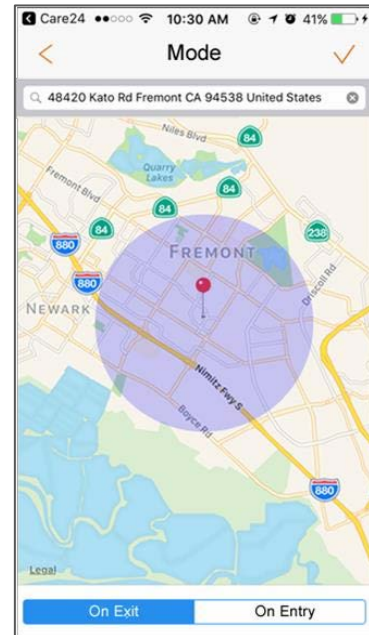 Care24 10:30 AM 41%
Mode
48420 Kato Rd Fremont CA 94538 United States
Niles Blvd
84
Quarry
Lakes
Fremont Blvd
84
84
84
238
880
FREMONT
880
Driscoll Rd
NEWARK
Nimitz Fwy S
Boyce Rd
880
Legal
On Exit On Entry